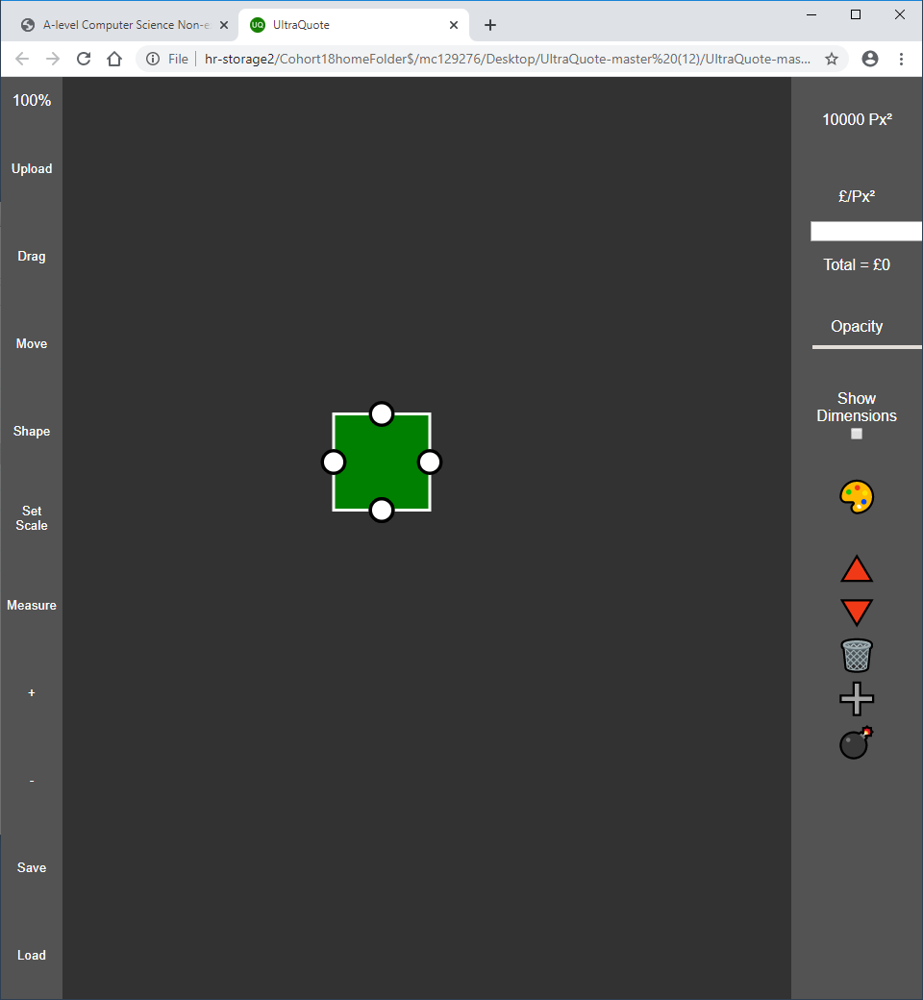 A-level Computer Science Non-e
UltraQuote
File
hr-storage2/Cohort18homeFolder$/mc129276/Desktop/UltraQuote-master%20(12)/UltraQuote-mas...
100%
Upload
Drag
Move
Shape
Set
Scale
Measure
+
-
Save
Load
10000 Px²
£/Px²
Total = £0
Opacity
Show
Dimensions